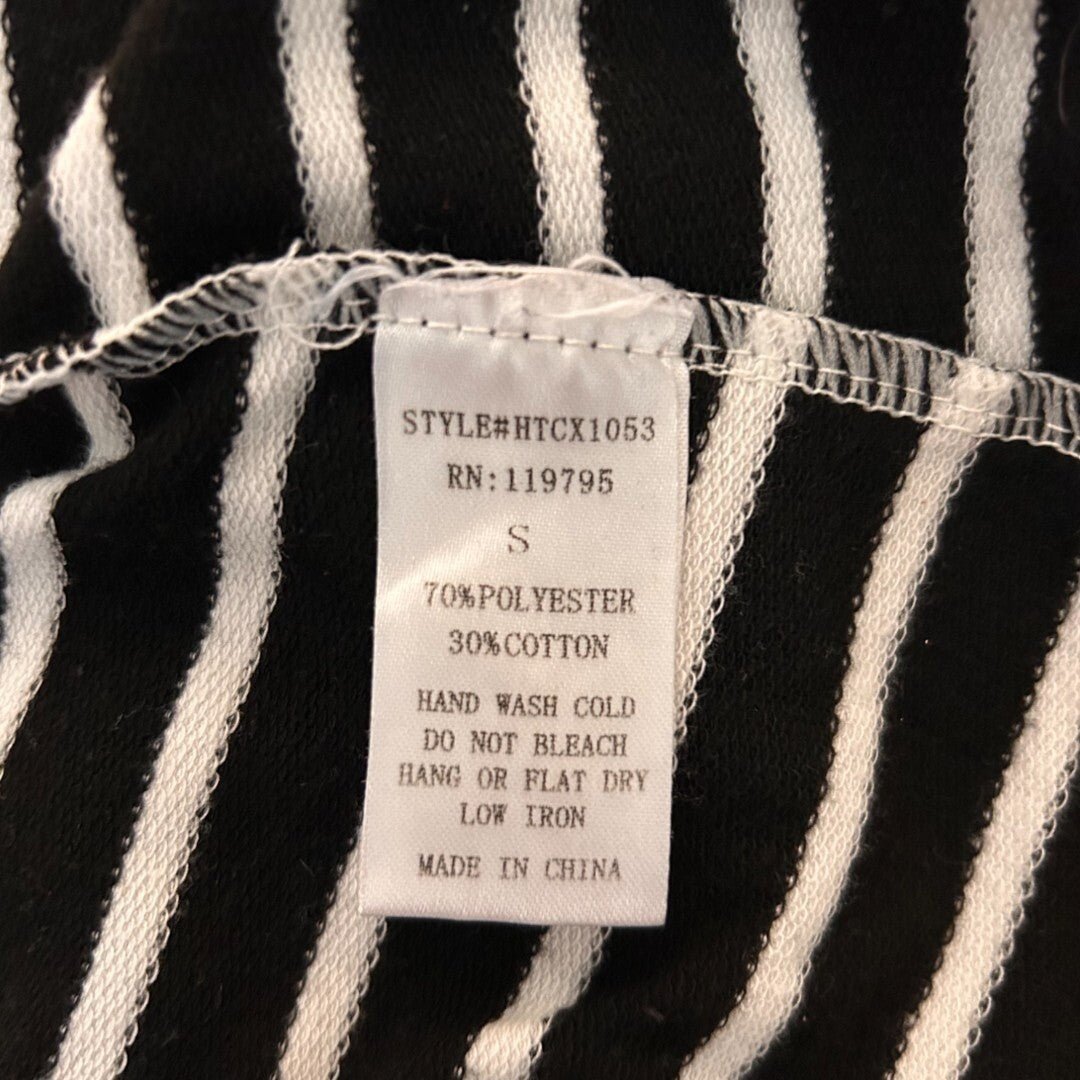 STYLE#HTCX1053
RN:119795
S
70%POLYESTER
30%COTTON
HAND WASH COLD
DO NOT BLEACH
HANG OR FLAT DRY
LOW IRON
MADE IN CHINA